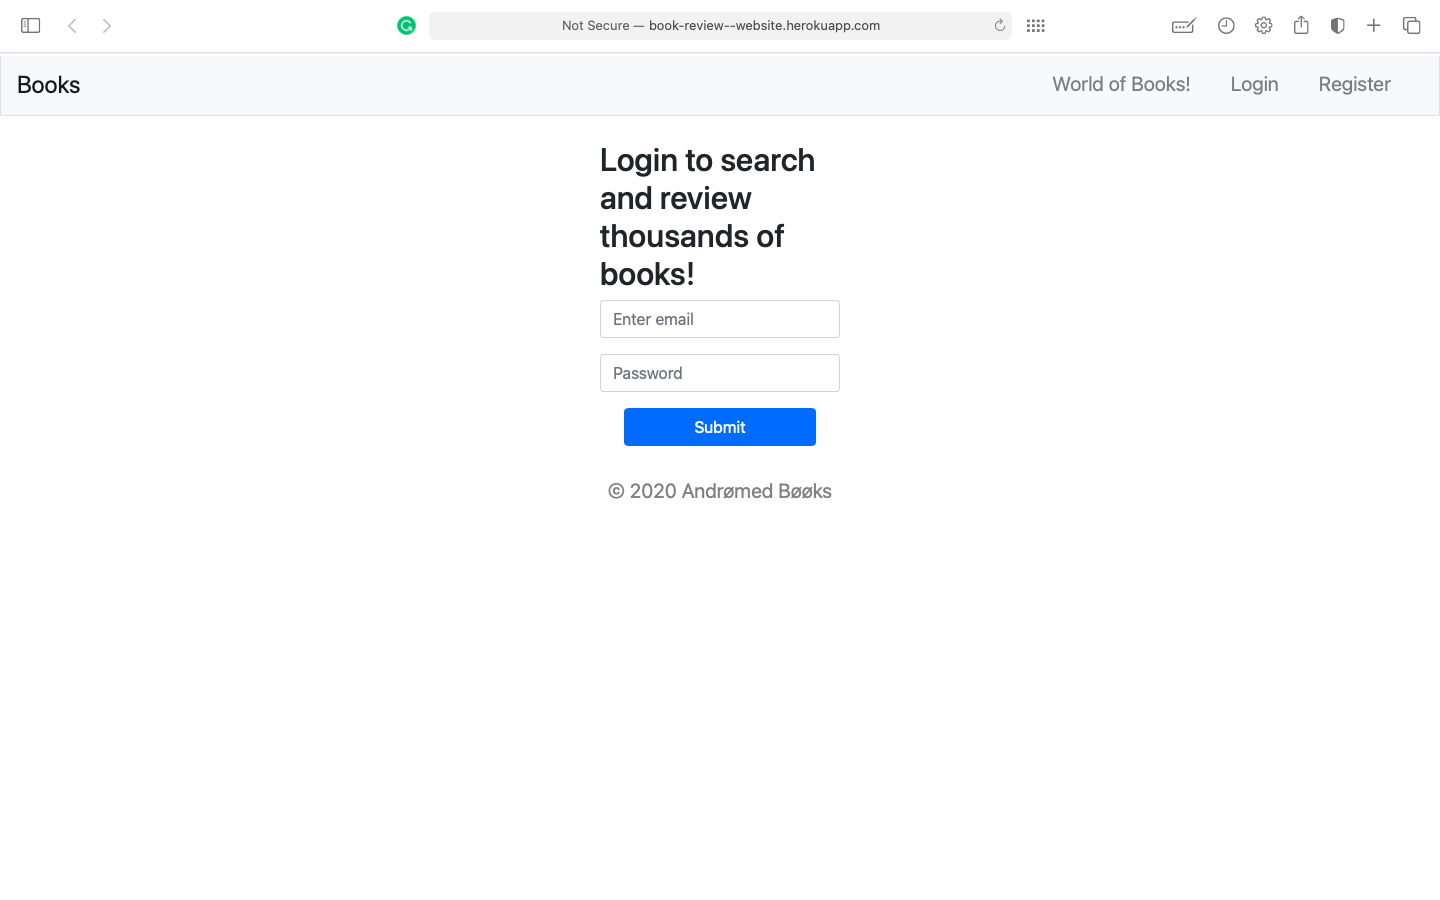 Not Secure — book-review--website.herokuapp.com
Books
World of Books!
Login
Register
Login to search
and review
thousands of
books!
Enter email
Password
Submit
© 2020 Andrømed Bøøks